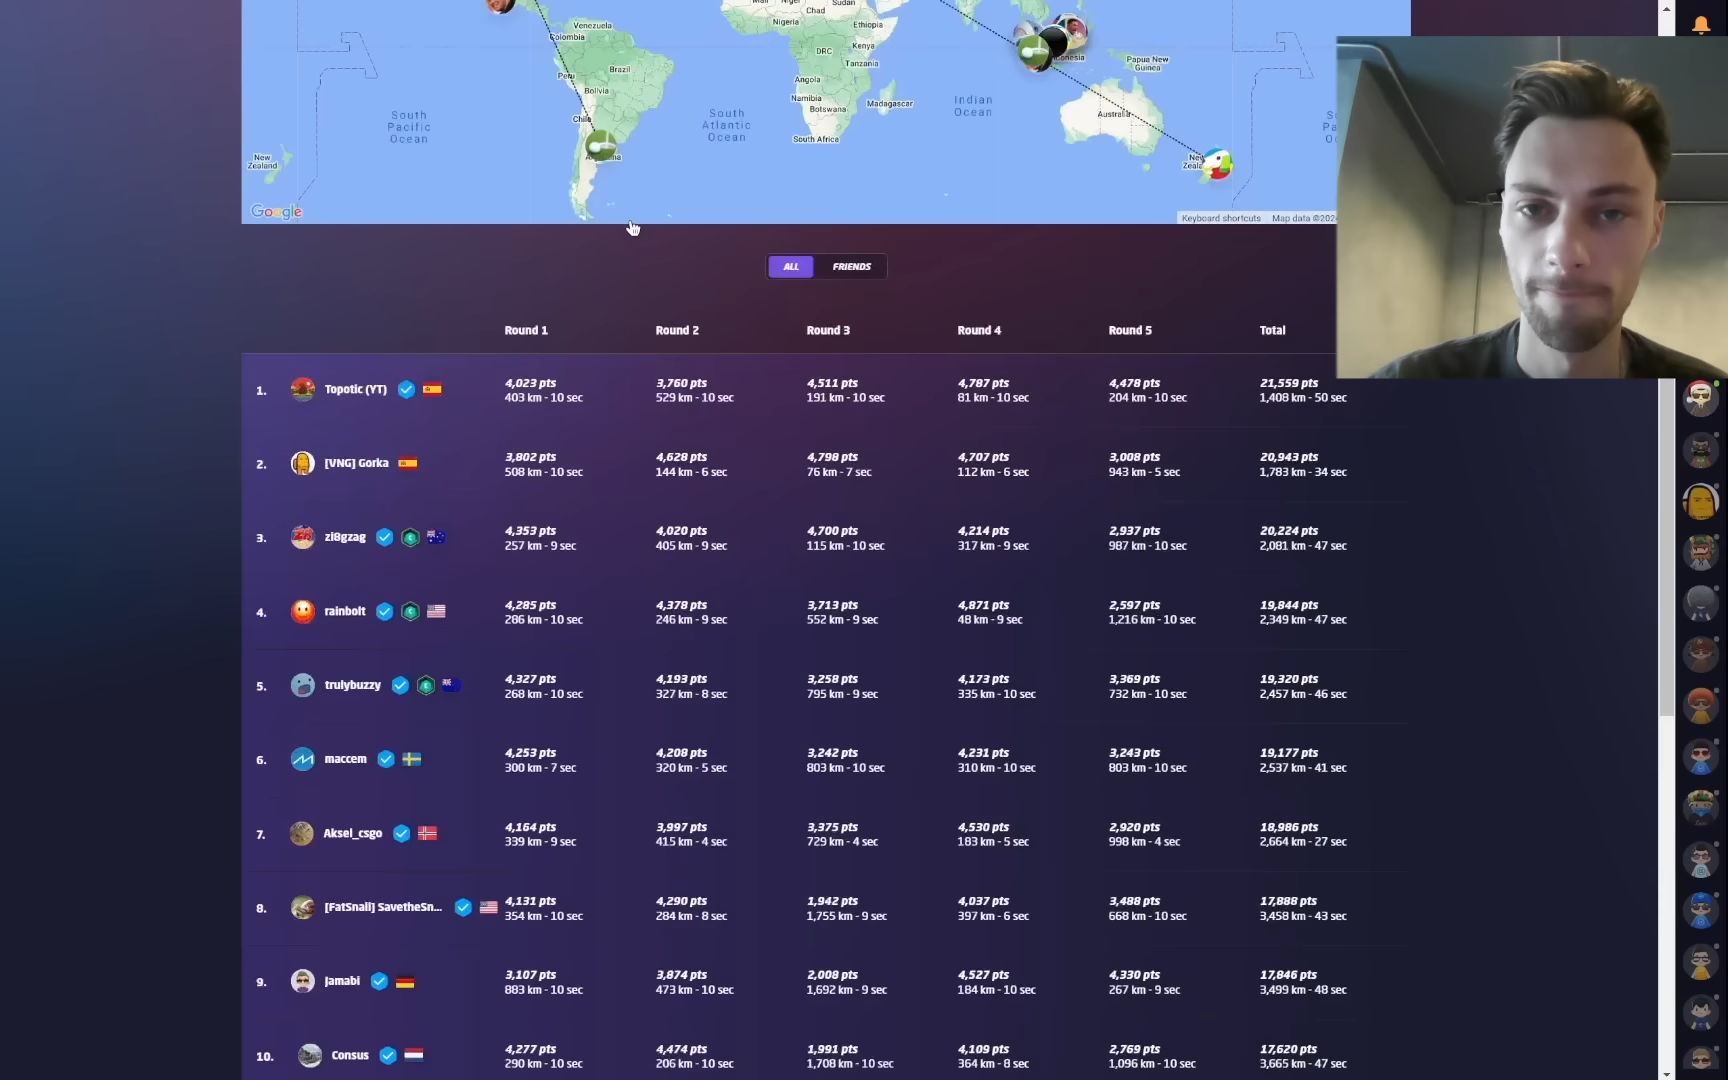 Venezuela
Colombia
Peru
Brazil
Bolivia
Chile
South
Pacific
Ocean
New
Zealand
Google
Chad
Sudan
Nigeria
Ethiopia
DRC
Kenya
Tanzania
Angola
Namibia
Botswana
Madagascar
South Africa
South
Atlantic
Ocean
Indian
Ocean
Papua New
Guinea
Australia
Keyboard shortcuts Map data ©202
ALL FRIENDS
Round 1 Round 2 Round 3 Round 4 Round 5 Total
1. Topotic (YT) 4,023 pts 3,760 pts 4,511 pts 4,787 pts 4,478 pts 21,559 pts
403 km - 10 sec 529 km - 10 sec 191 km - 10 sec 81 km - 10 sec 204 km - 10 sec 1,408 km - 50 sec
2. [VNG] Gorka 3,802 pts 4,628 pts 4,798 pts 4,707 pts 3,008 pts 20,943 pts
508 km - 10 sec 144 km - 6 sec 76 km - 7 sec 112 km - 6 sec 943 km - 5 sec 1,783 km - 34 sec
3. zi8gzag 4,353 pts 4,020 pts 4,700 pts 4,214 pts 2,937 pts 20,224 pts
257 km - 9 sec 405 km - 9 sec 115 km - 10 sec 317 km - 9 sec 987 km - 10 sec 2,081 km - 47 sec
4. rainbolt 4,285 pts 4,378 pts 3,713 pts 4,871 pts 2,597 pts 19,844 pts
286 km - 10 sec 246 km - 9 sec 552 km - 9 sec 48 km - 9 sec 1,216 km - 10 sec 2,349 km - 47 sec
5. trulybuzzy 4,327 pts 4,193 pts 3,258 pts 4,173 pts 3,369 pts 19,320 pts
268 km - 10 sec 327 km - 8 sec 795 km - 9 sec 335 km - 10 sec 732 km - 10 sec 2,457 km - 46 sec
6. maccem 4,253 pts 4,208 pts 3,242 pts 4,231 pts 3,243 pts 19,177 pts
300 km - 7 sec 320 km - 5 sec 803 km - 10 sec 310 km - 10 sec 803 km - 10 sec 2,537 km - 41 sec
7. Aksel_csgo 4,164 pts 3,997 pts 3,375 pts 4,530 pts 2,920 pts 18,986 pts
339 km - 9 sec 415 km - 4 sec 729 km - 4 sec 183 km - 5 sec 998 km - 4 sec 2,664 km - 27 sec
8. [FatSnail] SavetheSn... 4,131 pts 4,290 pts 1,942 pts 4,037 pts 3,488 pts 17,888 pts
354 km - 10 sec 284 km - 8 sec 1,755 km - 9 sec 397 km - 6 sec 668 km - 10 sec 3,458 km - 43 sec
9. Jamabi 3,107 pts 3,874 pts 2,008 pts 4,527 pts 4,330 pts 17,846 pts
883 km - 10 sec 473 km - 10 sec 1,692 km - 9 sec 184 km - 10 sec 267 km - 9 sec 3,499 km - 48 sec
10. Consus 4,277 pts 4,474 pts 1,991 pts 4,109 pts 2,769 pts 17,620 pts
290 km - 10 sec 206 km - 10 sec 1,708 km - 10 sec 364 km - 8 sec 1,096 km - 10 sec 3,665 km - 47 sec